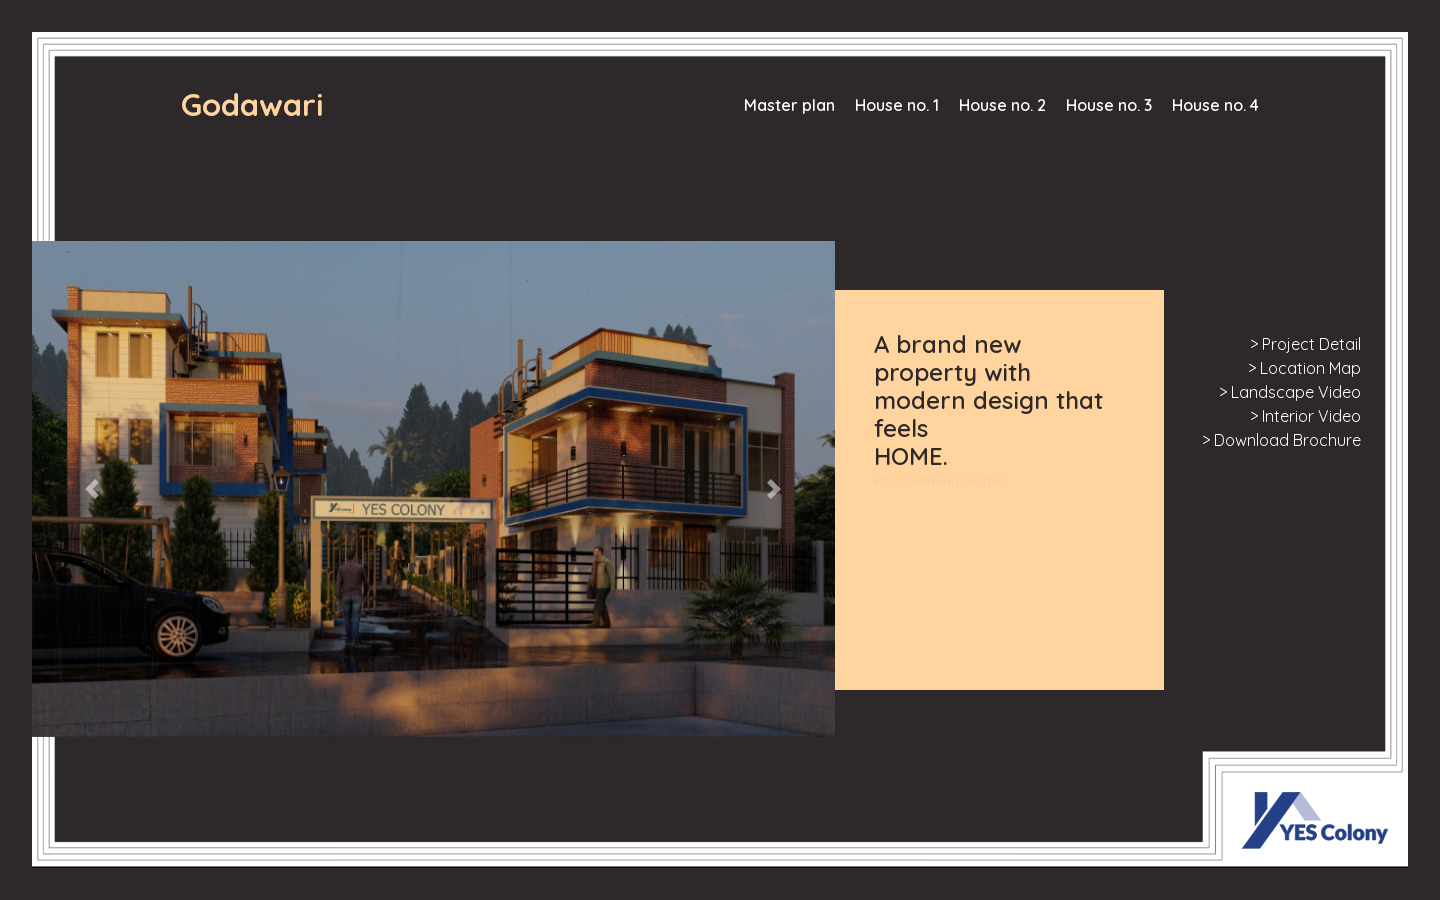 Godawari
Master plan House no. 1 House no. 2 House no. 3 House no. 4
YES COLONY
A brand new
property with
modern design that
feels
HOME.
Godawari, Lalitpur
> Project Detail
> Location Map
> Landscape Video
> Interior Video
> Download Brochure
YES Colony